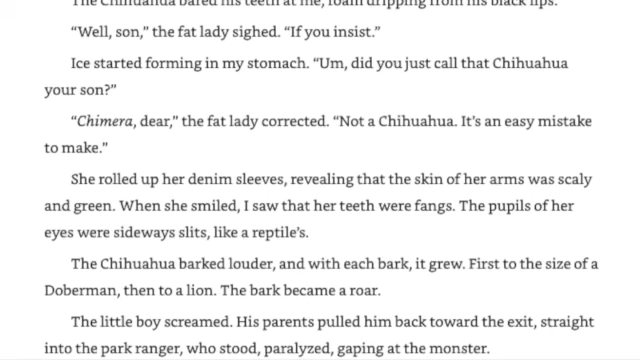 The Chihuahua bared his teeth at me, foam dripping from his black lips.
“Well, son,” the fat lady sighed. “If you insist.”
Ice started forming in my stomach. “Um, did you just call that Chihuahua
your son?”
“Chimera, dear,” the fat lady corrected. “Not a Chihuahua. It’s an easy mistake
to make.”
She rolled up her denim sleeves, revealing that the skin of her arms was scaly
and green. When she smiled, I saw that her teeth were fangs. The pupils of her
eyes were sideways slits, like a reptile’s.
The Chihuahua barked louder, and with each bark, it grew. First to the size of a
Doberman, then to a lion. The bark became a roar.
The little boy screamed. His parents pulled him back toward the exit, straight
into the park ranger, who stood, paralyzed, gaping at the monster.